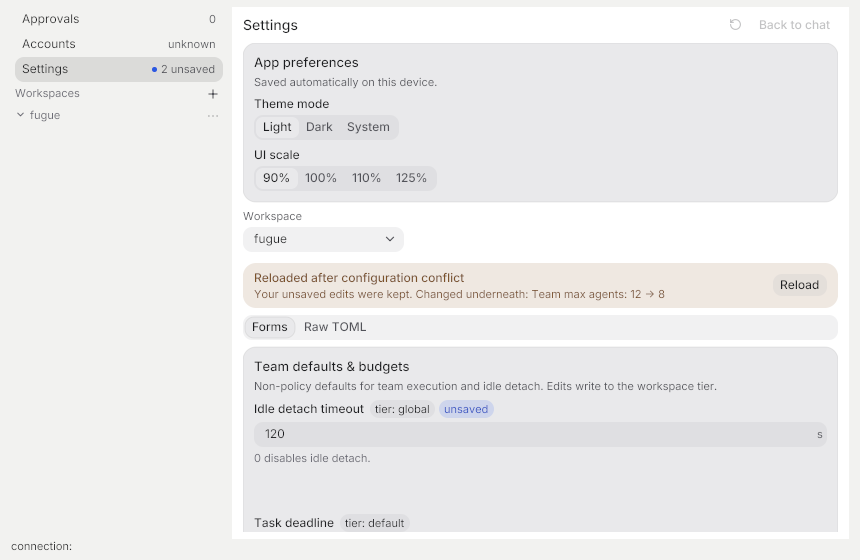 Approvals 0
Accounts unknown
Settings 2 unsaved
Workspaces +
fugue ...
connection:
Settings Back to chat
App preferences
Saved automatically on this device.
Theme mode
Light Dark System
UI scale
90% 100% 110% 125%
Workspace
fugue
Reloaded after configuration conflict
Your unsaved edits were kept. Changed underneath: Team max agents: 12 → 8
Reload
Forms Raw TOML
Team defaults & budgets
Non-policy defaults for team execution and idle detach. Edits write to the workspace tier.
Idle detach timeout tier: global unsaved
120 s
0 disables idle detach.
Task deadline tier: default